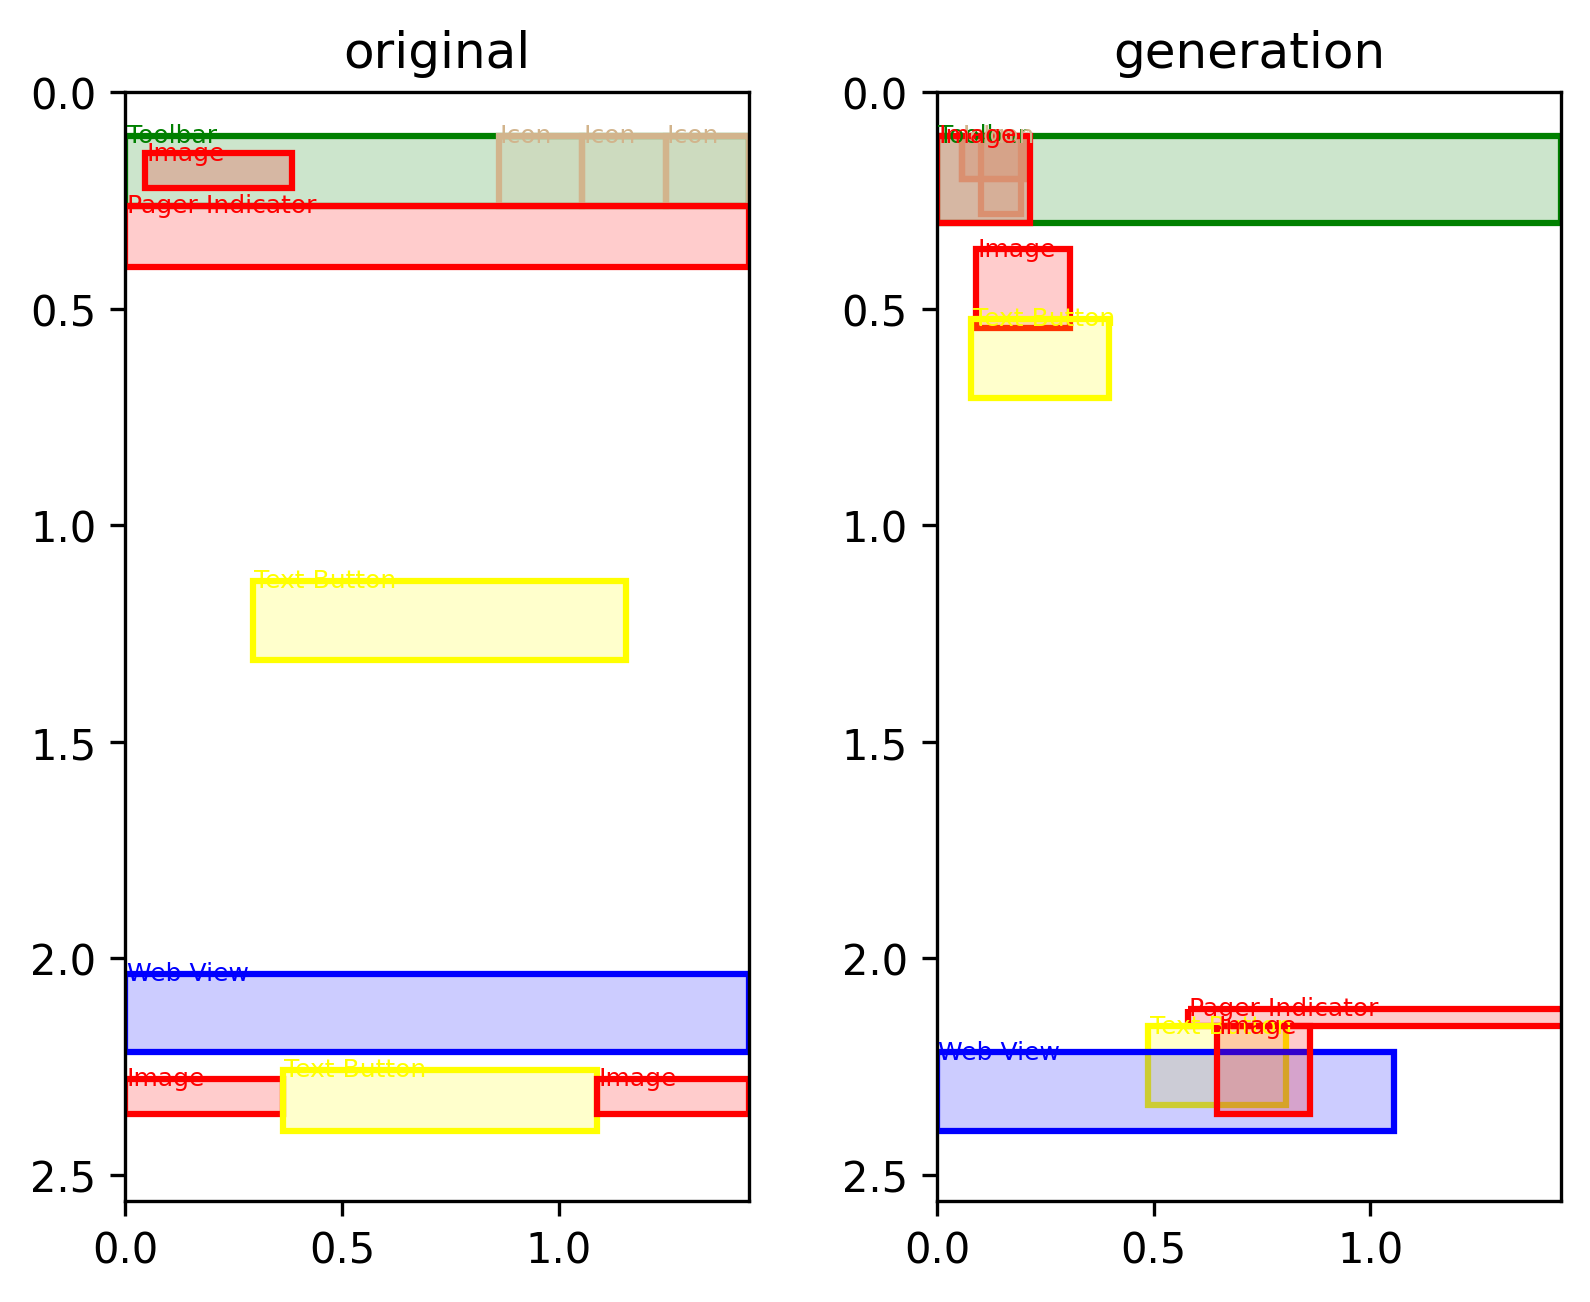 original
0.0
0.5
1.0
1.5
2.0
2.5
0.0 0.5 1.0
Toolbar Icon Icon Icon
Image
Pager Indicator
Text Button
Web View
Text Button
Image Image
generation
0.0
0.5
1.0
1.5
2.0
2.5
0.0 0.5 1.0
Image
Image
Text Button
Pager Indicator
Image
Web View